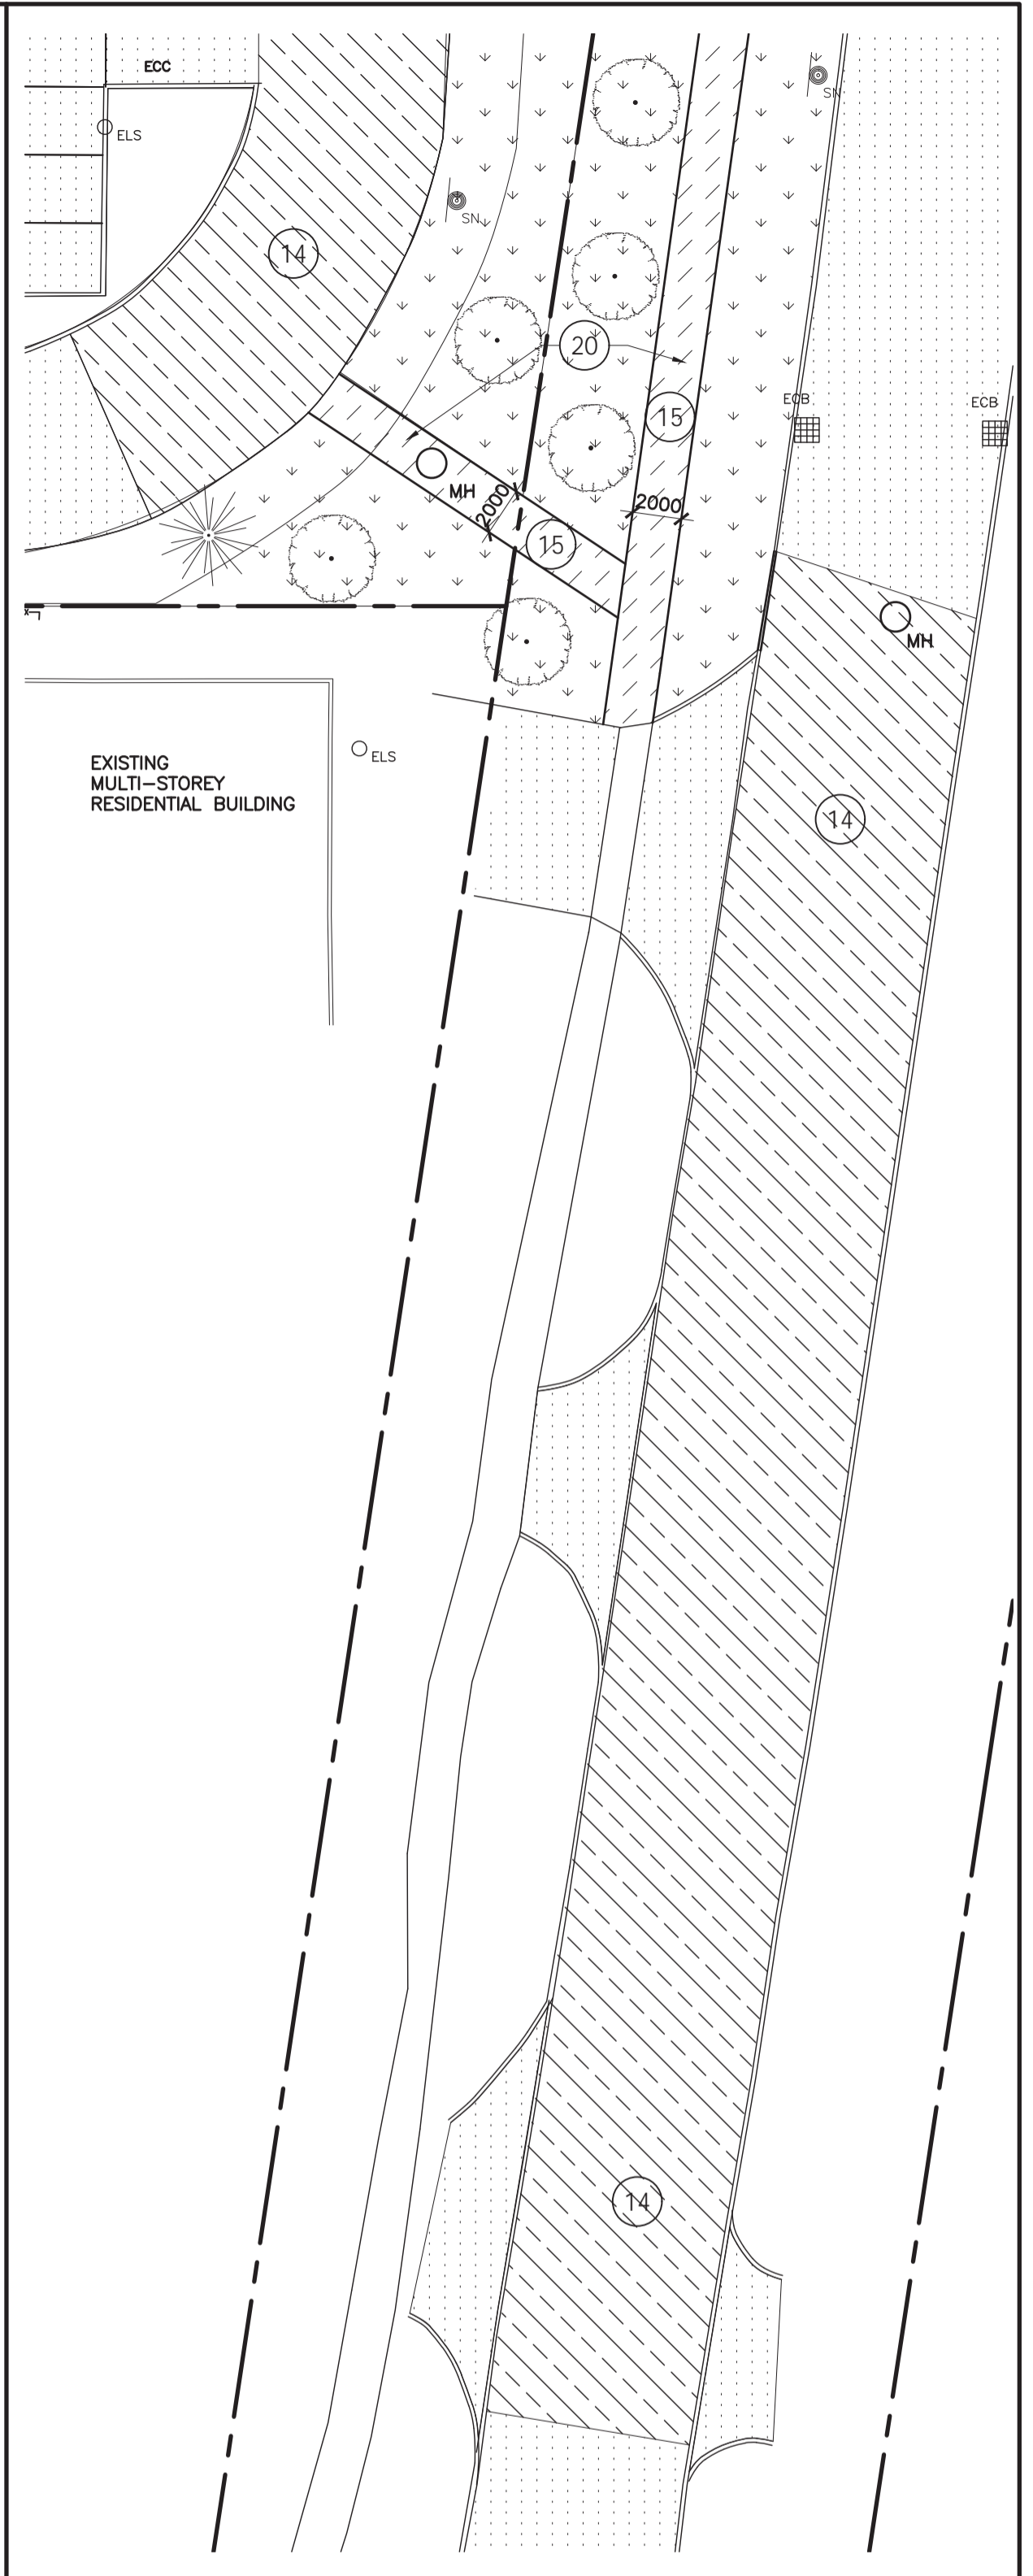 ECC
SN
ELS
SN
14
20
ECB
ECB
15
MH
2000
2000
15
MH
EXISTING
MULTI-STOREY
RESIDENTIAL BUILDING
ELS
14
14